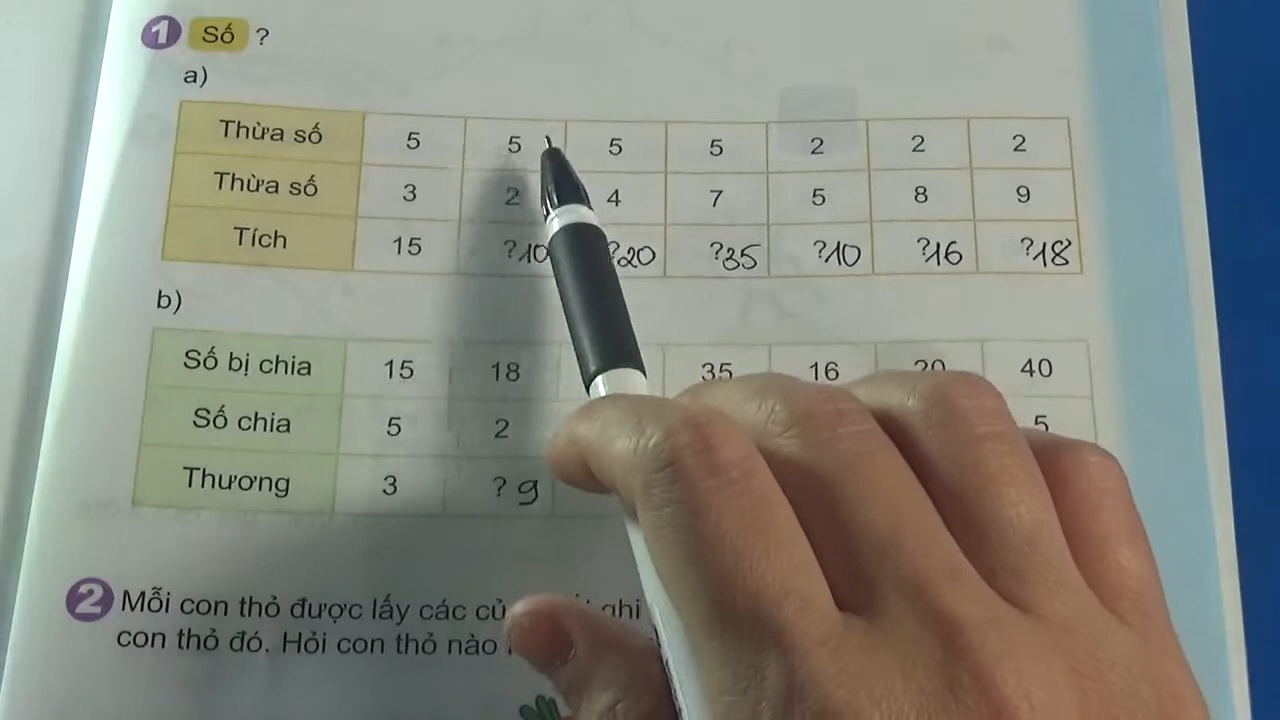 1 Số ?
a)
Thừa số 5 5 5 5 2 2 2
Thừa số 3 2 4 7 5 8 9
Tích 15 ?10 ?20 ?35 ?10 ?16 ?18
b)
Số bị chia 15 18 35 16 20 40
Số chia 5 2 5
Thương 3 ? 9
2 Mỗi con thỏ được lấy các củ ghi
con thỏ đó. Hỏi con thỏ nào